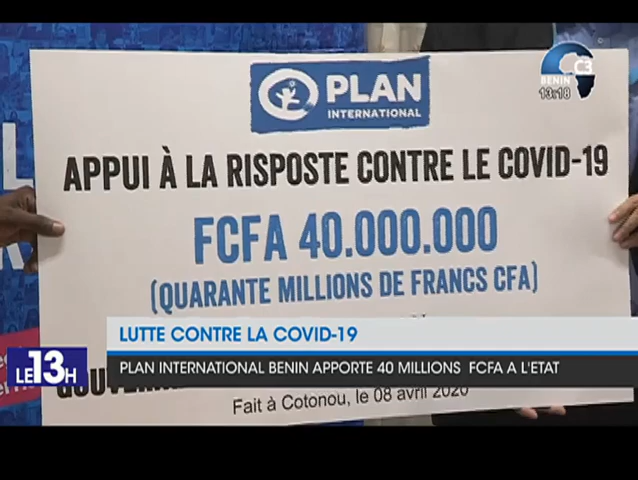 C3
BENIN
13:18
PLAN
INTERNATIONAL
APPUI À LA RISPOSTE CONTRE LE COVID-19
FCFA 40.000.000
(QUARANTE MILLIONS DE FRANCS CFA)
LUTTE CONTRE LA COVID-19
LE 13H
PLAN INTERNATIONAL BENIN APPORTE 40 MILLIONS FCFA A L'ETAT
Fait à Cotonou, le 08 avril 2020